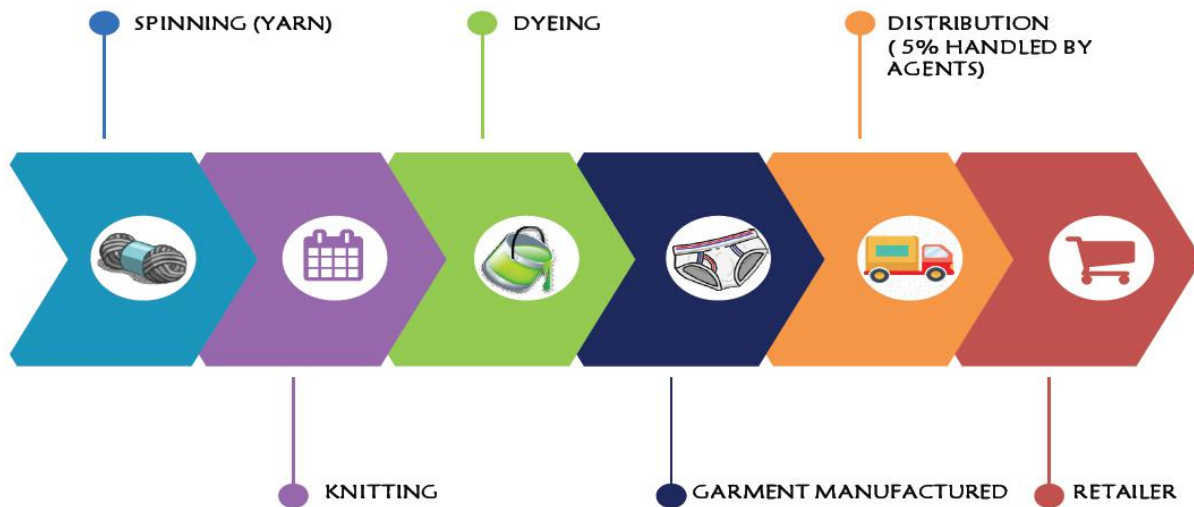 SPINNING (YARN)
DYEING
DISTRIBUTION
( 5% HANDLED BY
AGENTS)
KNITTING
GARMENT MANUFACTURED
RETAILER